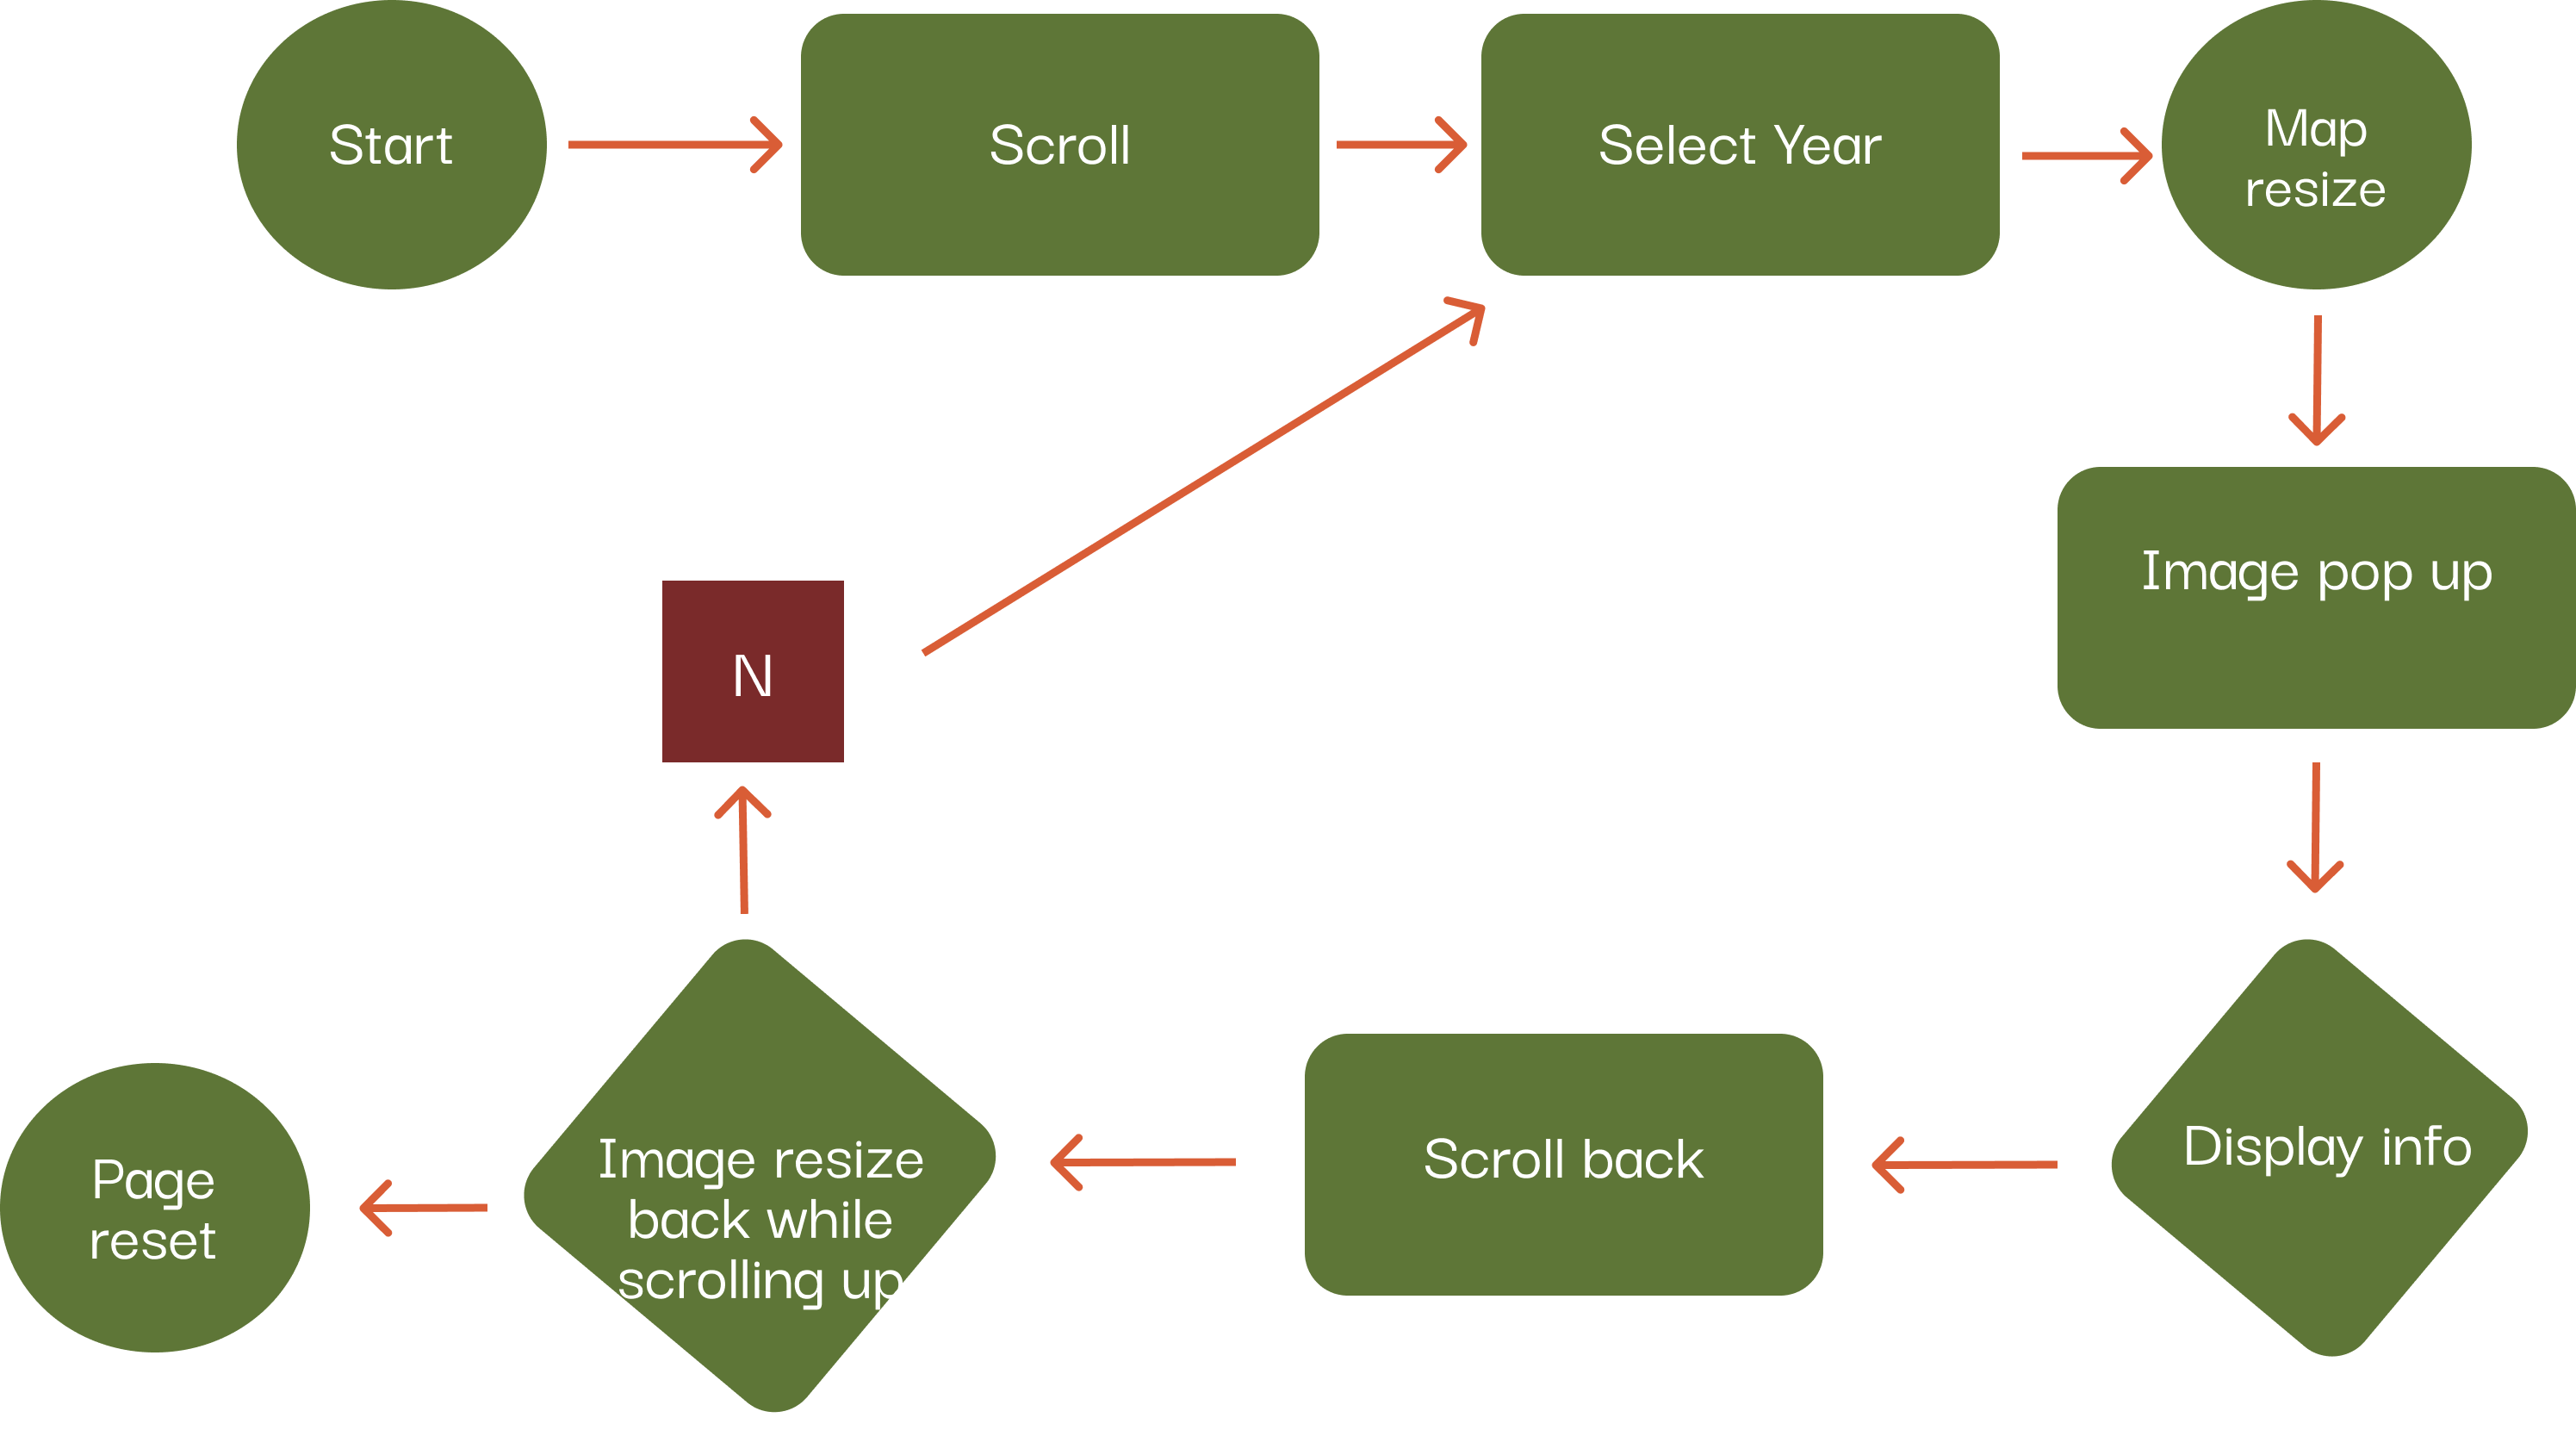 Start
Scroll
Select Year
Map
resize
Image pop up
N
Display info
Scroll back
Image resize
back while
scrolling up
Page
reset